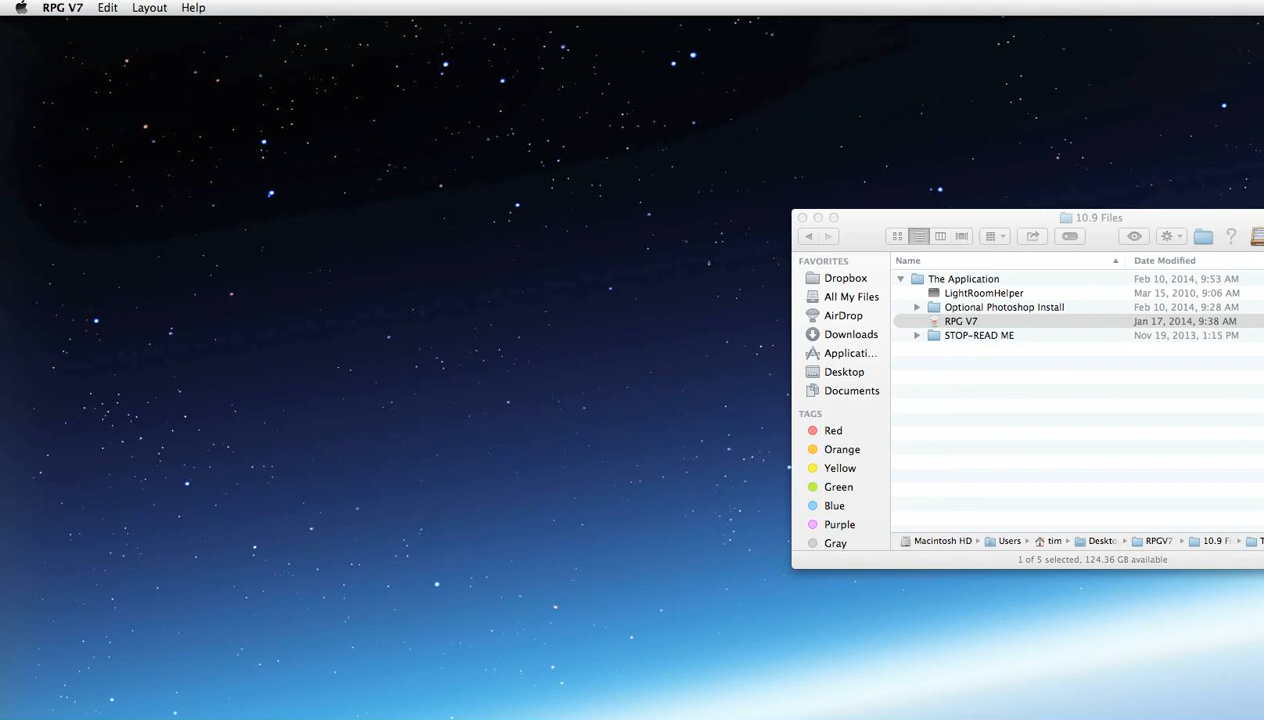 RPG V7 Edit Layout Help
10.9 Files
FAVORITES
Dropbox
All My Files
AirDrop
Downloads
Applicati...
Desktop
Documents
TAGS
Red
Orange
Yellow
Green
Blue
Purple
Gray
Name Date Modified
The Application Feb 10, 2014, 9:53 AM
LightRoomHelper Mar 15, 2010, 9:06 AM
Optional Photoshop Install Feb 10, 2014, 9:28 AM
RPG V7 Jan 17, 2014, 9:38 AM
STOP-READ ME Nov 19, 2013, 1:15 PM
Macintosh HD Users tim Deskto RPGV7 10.9 Fi T
1 of 5 selected, 124.36 GB available